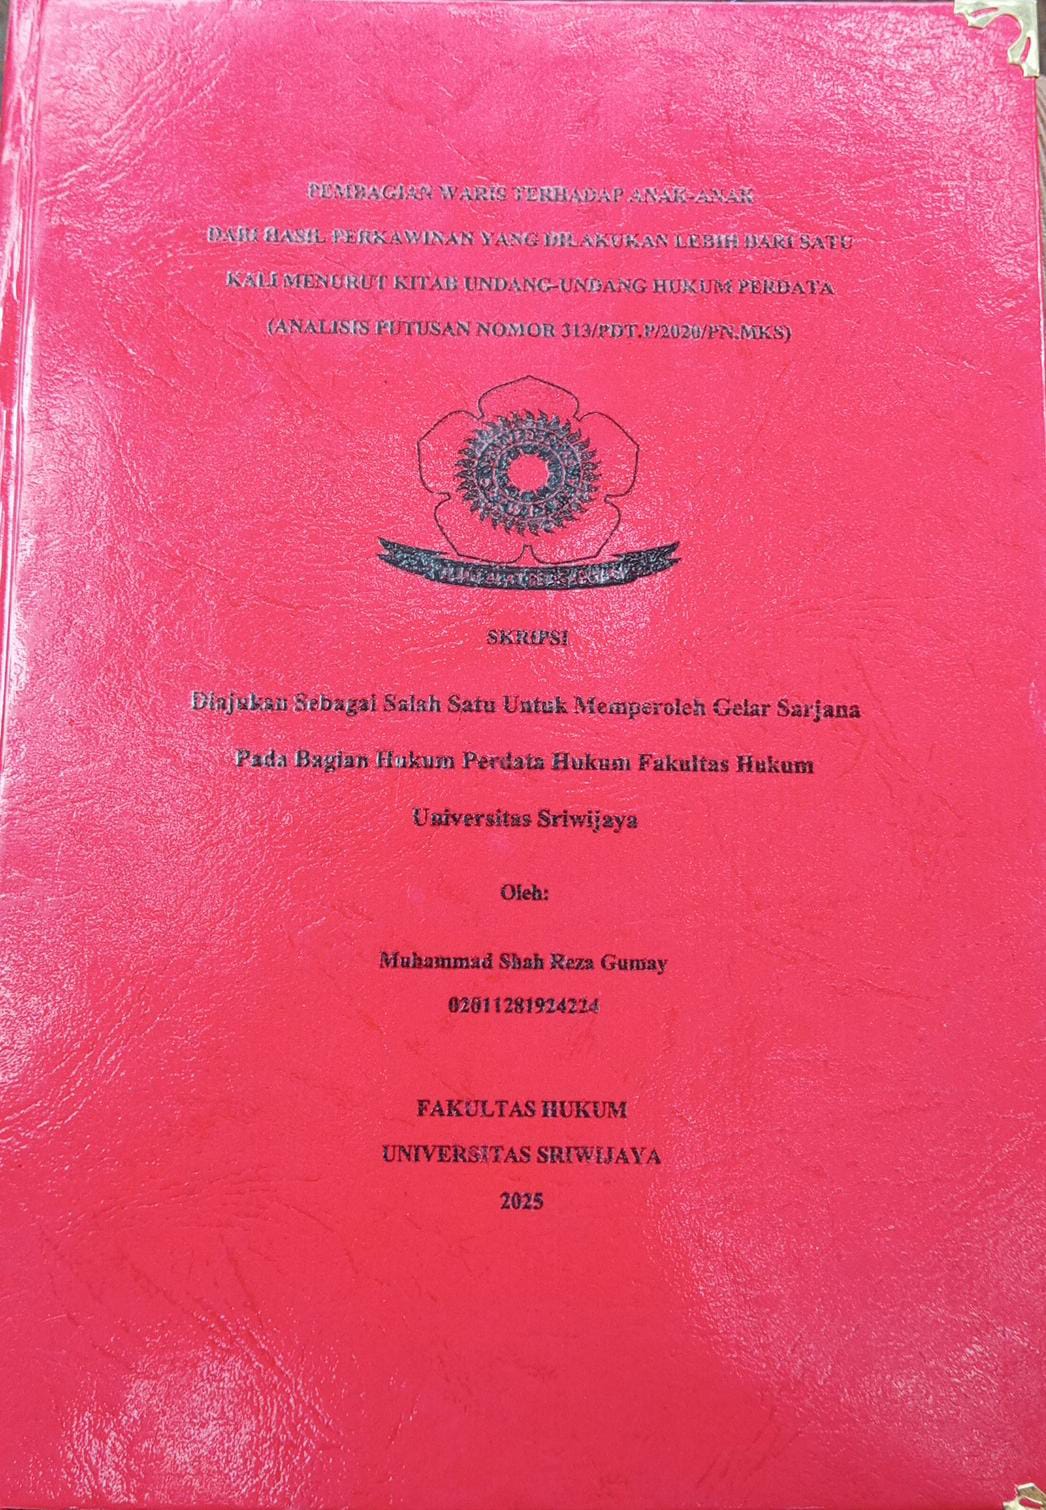 PEMBAGIAN WARIS TERHADAP ANAK-ANAK
DARI HASIL PERKAWINAN YANG DILAKUKAN LEBIH DARI SATU
KALI MENURUT KITAB UNDANG-UNDANG HUKUM PERDATA
(ANALISIS PUTUSAN NOMOR 313/PDT.P/2020/PN.MKS)
SKRIPSI
Diajukan Sebagai Salah Satu Untuk Memperoleh Gelar Sarjana
Pada Bagian Hukum Perdata Hukum Fakultas Hukum
Universitas Sriwijaya
Oleh:
Muhammad Shah Reza Gumay
02011281924224
FAKULTAS HUKUM
UNIVERSITAS SRIWIJAYA
2025